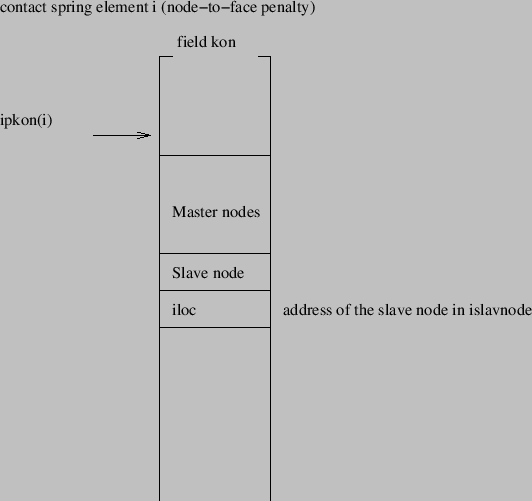 contact spring element i (node−to−face penalty)
field kon
ipkon(i)
Master nodes
Slave node
iloc
address of the slave node in islavnode